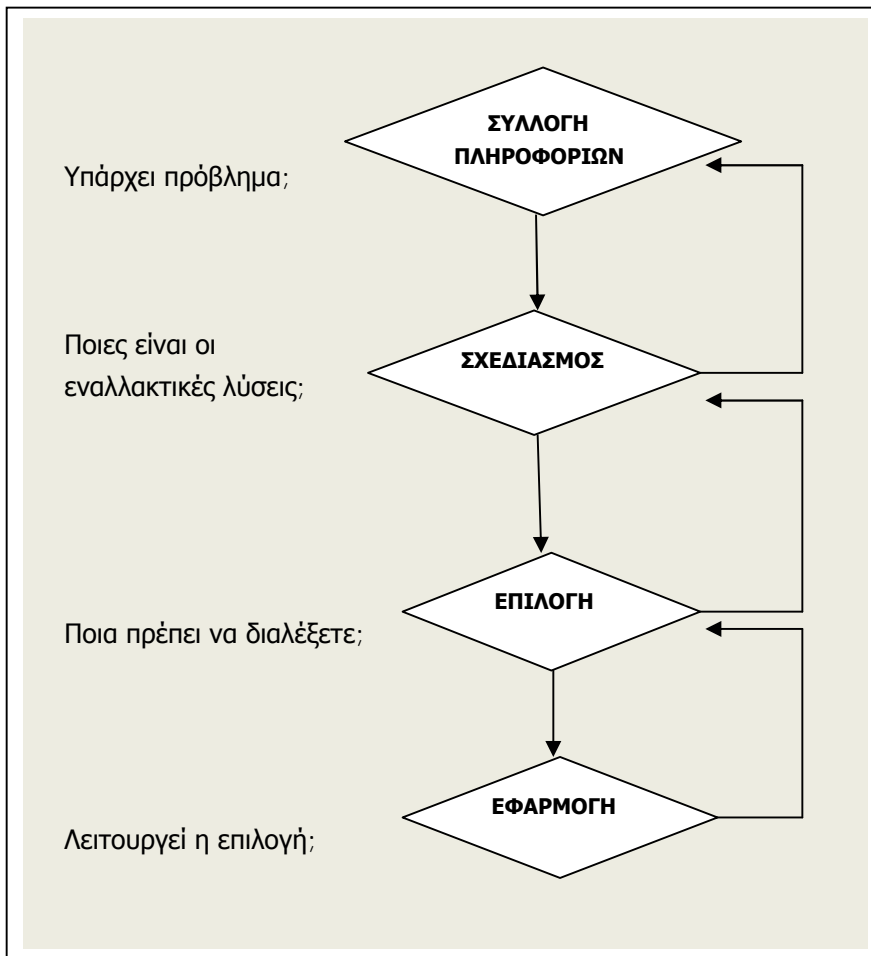 ΣΥΛΛΟΓΗ
ΠΛΗΡΟΦΟΡΙΩΝ
Υπάρχει πρόβλημα;
Ποιες είναι οι
εναλλακτικές λύσεις;
ΣΧΕΔΙΑΣΜΟΣ
Ποια πρέπει να διαλέξετε;
ΕΠΙΛΟΓΗ
Λειτουργεί η επιλογή;
ΕΦΑΡΜΟΓΗ